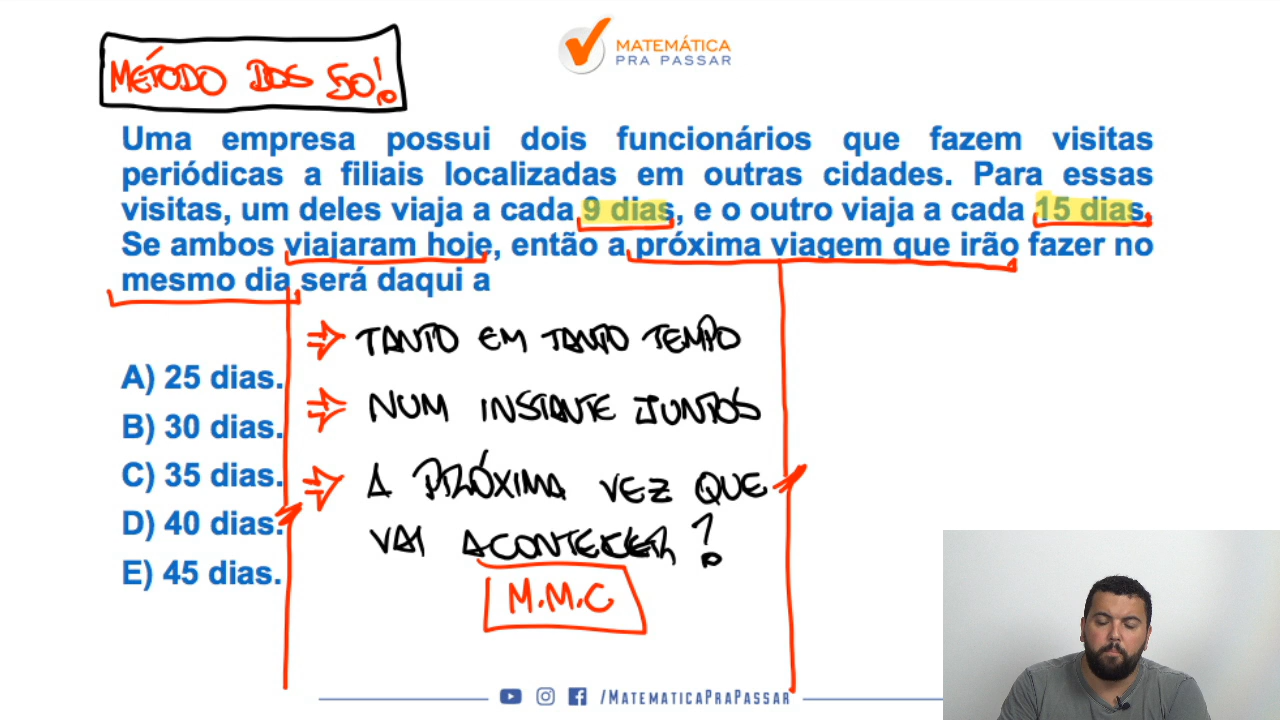 MÉTODO DOS 50!
MATEMÁTICA
PRA PASSAR
Uma empresa possui dois funcionários que fazem visitas
periódicas a filiais localizadas em outras cidades. Para essas
visitas, um deles viaja a cada 9 dias, e o outro viaja a cada 15 dias.
Se ambos viajaram hoje, então a próxima viagem que irão fazer no
mesmo dia será daqui a
A) 25 dias.
B) 30 dias.
C) 35 dias.
D) 40 dias.
E) 45 dias.
⇒ TANTO EM TANTO TEMPO
⇒ NUM INSTANTE JUNTOS
⇒ A PRÓXIMA VEZ QUE
VAI ACONTECER?
M.M.C
/MATEMATICAPRAPASSAR